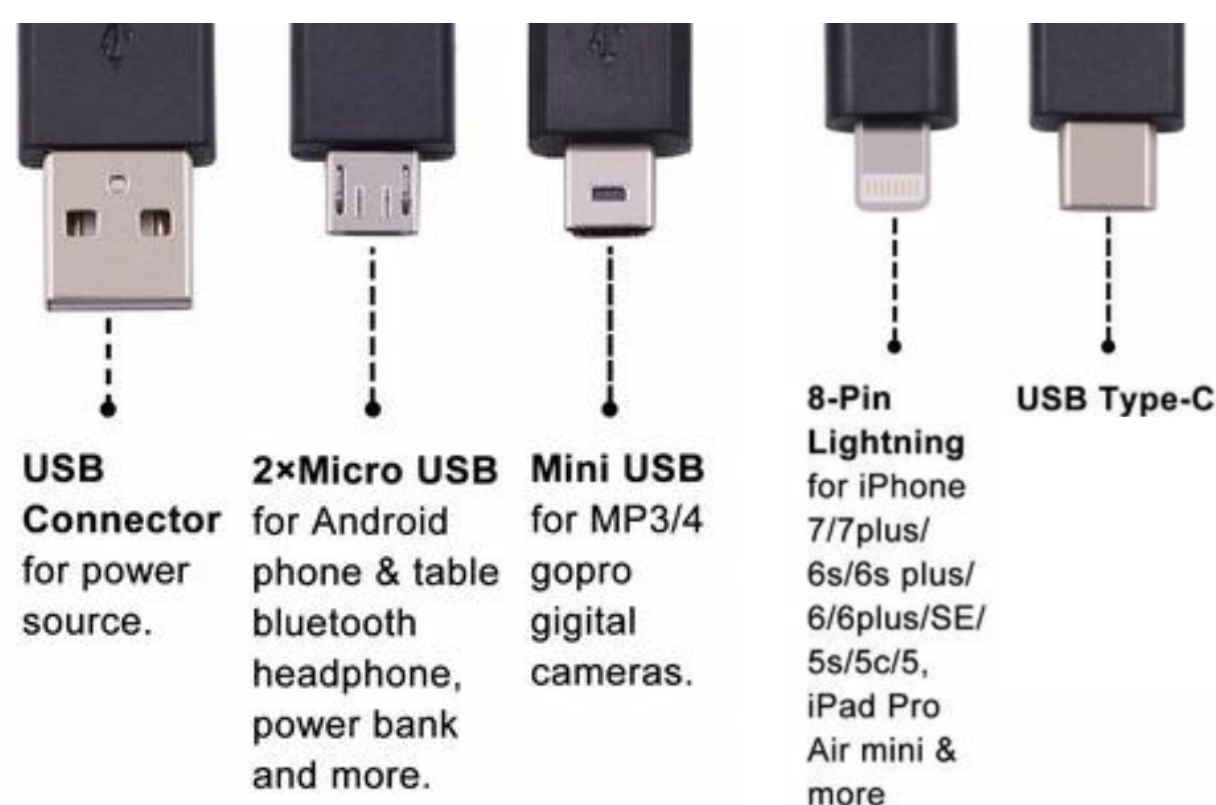 USB
Connector
for power
source.
2×Micro USB
for Android
phone & table
bluetooth
headphone,
power bank
and more.
Mini USB
for MP3/4
gopro
gigital
cameras.
8-Pin
Lightning
for iPhone
7/7plus/
6s/6s plus/
6/6plus/SE/
5s/5c/5,
iPad Pro
Air mini &
more
USB Type-C